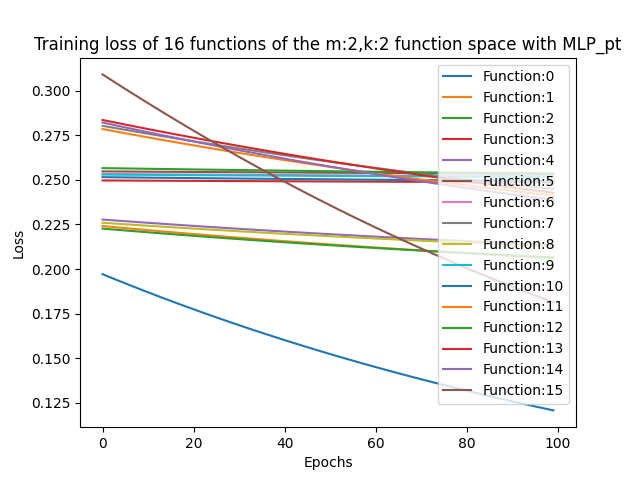 Training loss of 16 functions of the m:2,k:2 function space with MLP_pt
Loss
0.300
0.275
0.250
0.225
0.200
0.175
0.150
0.125
0
20
40
60
80
100
Epochs
Function:0
Function:1
Function:2
Function:3
Function:4
Function:5
Function:6
Function:7
Function:8
Function:9
Function:10
Function:11
Function:12
Function:13
Function:14
Function:15